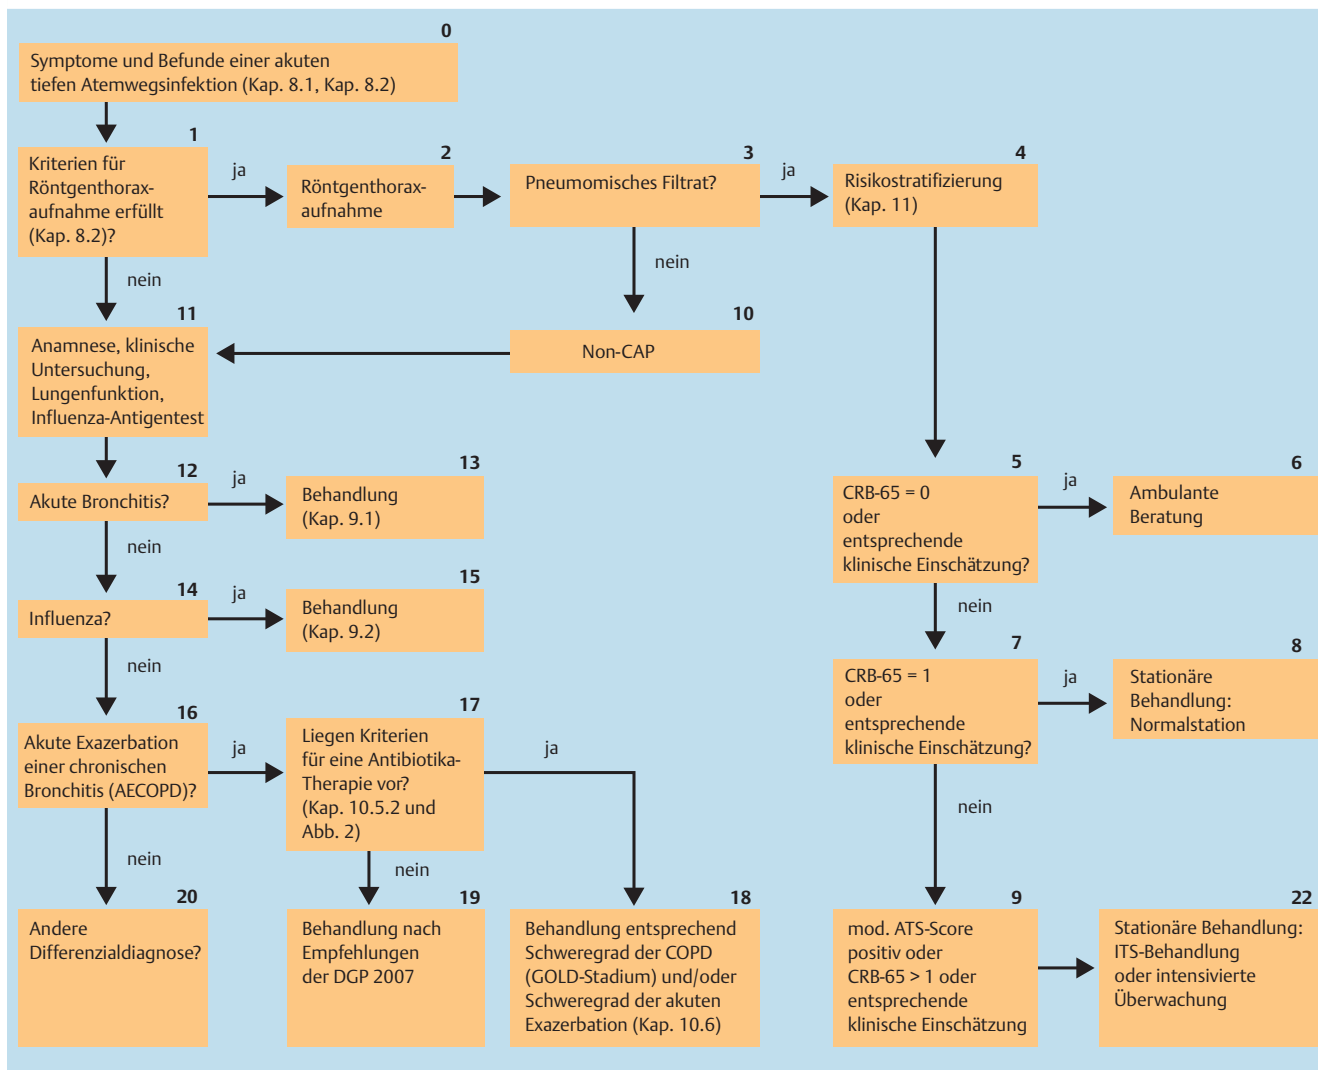 0
Symptome und Befunde einer akuten
tiefen Atemwegsinfektion (Kap. 8.1, Kap. 8.2)
1
Kriterien für
Röntgenthorax-
aufnahme erfüllt
(Kap. 8.2)?
ja
2
Röntgenthorax-
aufnahme
3
Pneumomisches Filtrat?
ja
4
Risikostratifizierung
(Kap. 11)
nein
nein
11
Anamnese, klinische
Untersuchung,
Lungenfunktion,
Influenza-Antigentest
10
Non-CAP
12
Akute Bronchitis?
ja
13
Behandlung
(Kap. 9.1)
5
CRB-65 = 0
oder
entsprechende
klinische Einschätzung?
ja
6
Ambulante
Beratung
nein
14
Influenza?
ja
15
Behandlung
(Kap. 9.2)
nein
7
CRB-65 = 1
oder
entsprechende
klinische Einschätzung?
ja
8
Stationäre
Behandlung:
Normalstation
nein
16
Akute Exazerbation
einer chronischen
Bronchitis (AECOPD)?
ja
17
Liegen Kriterien
für eine Antibiotika-
Therapie vor?
(Kap. 10.5.2 und
Abb. 2)
ja
nein
nein
nein
20
Andere
Differenzialdiagnose?
19
Behandlung nach
Empfehlungen
der DGP 2007
18
Behandlung entsprechend
Schweregrad der COPD
(GOLD-Stadium) und/oder
Schweregrad der akuten
Exazerbation (Kap. 10.6)
9
mod. ATS-Score
positiv oder
CRB-65 > 1 oder
entsprechende
klinische Einschätzung
22
Stationäre Behandlung:
ITS-Behandlung
oder intensivierte
Überwachung